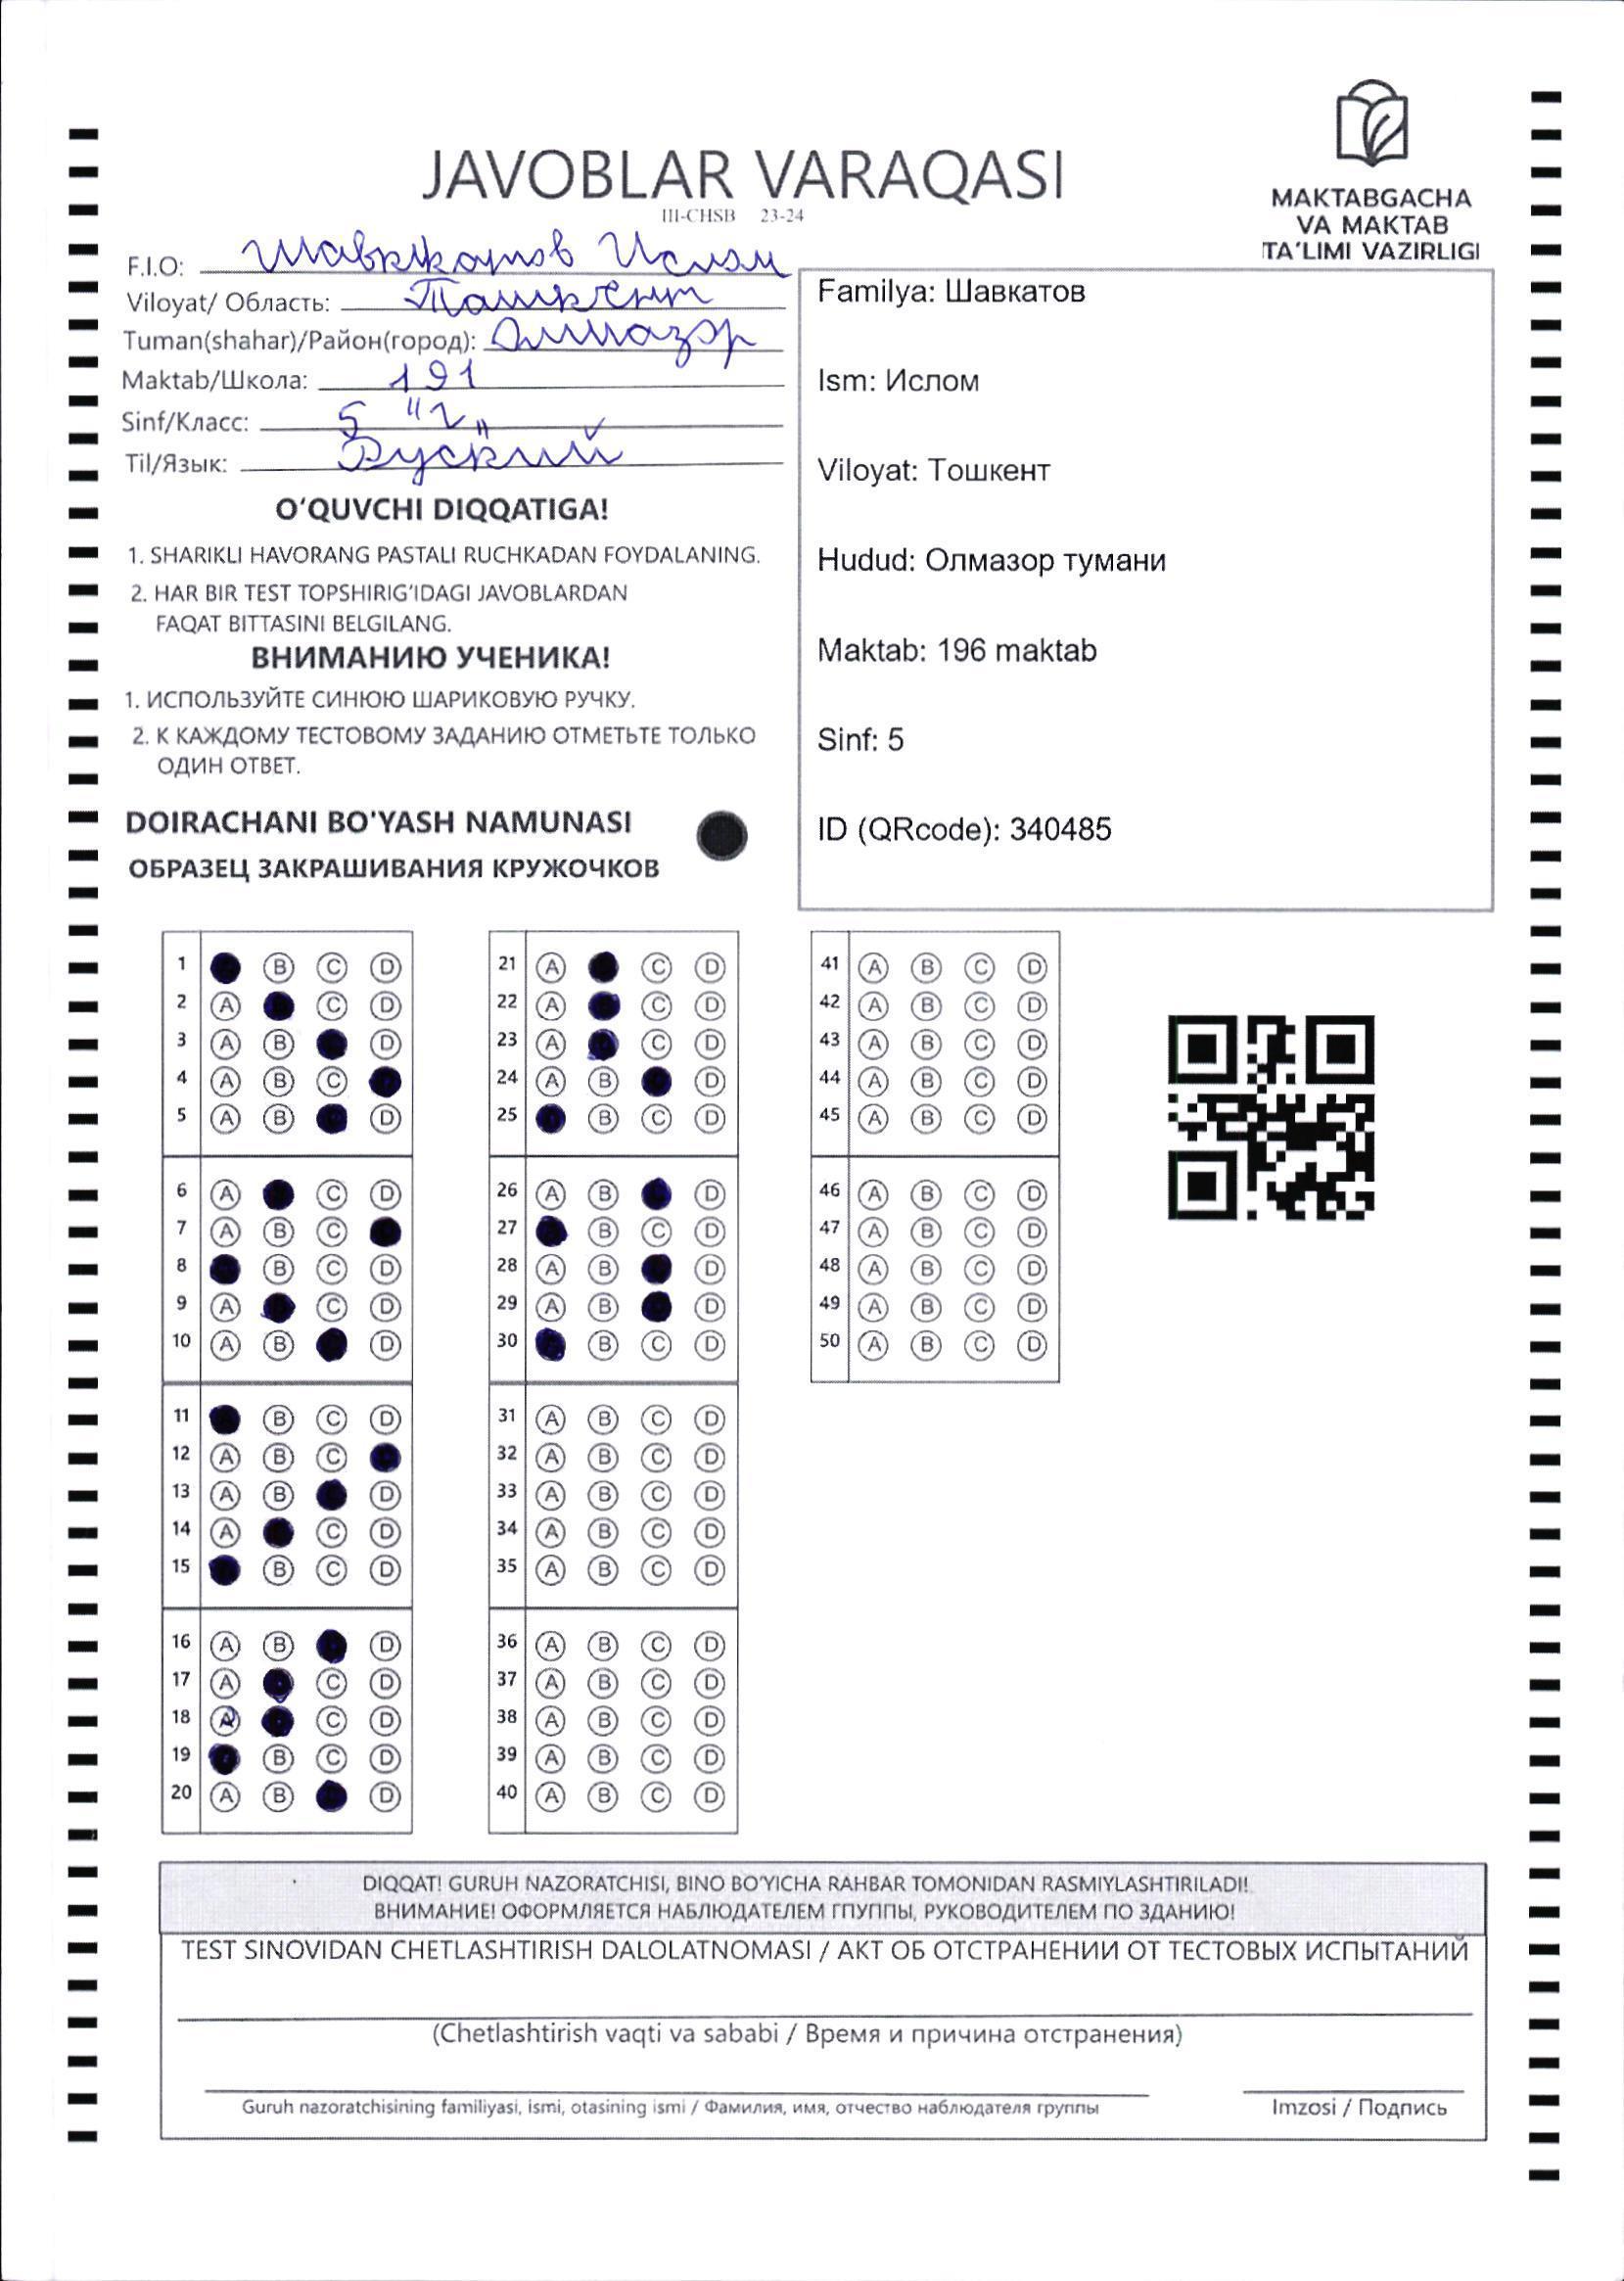 JAVOBLAR VARAQASI
III-CHSB 23-24
MAKTABGACHA
VA MAKTAB
TA'LIMI VAZIRLIGI
F.I.O: Шавкатов Ислом
Viloyat/ Область: Ташкент
Tuman(shahar)/Район(город): Олмазор
Maktab/Школа: 191
Sinf/Класс: 5 "г"
Til/Язык: Руский
O'QUVCHI DIQQATIGA!
1. SHARIKLI HAVORANG PASTALI RUCHKADAN FOYDALANING.
2. HAR BIR TEST TOPSHIRIG'IDAGI JAVOBLARDAN
FAQAT BITTASINI BELGILANG.
ВНИМАНИЮ УЧЕНИКА!
1. ИСПОЛЬЗУЙТЕ СИНЮЮ ШАРИКОВУЮ РУЧКУ.
2. К КАЖДОМУ ТЕСТОВОМУ ЗАДАНИЮ ОТМЕТЬТЕ ТОЛЬКО
ОДИН ОТВЕТ.
DOIRACHANI BO'YASH NAMUNASI
ОБРАЗЕЦ ЗАКРАШИВАНИЯ КРУЖОЧКОВ
Familya: Шавкатов
Ism: Ислом
Viloyat: Тошкент
Hudud: Олмазор тумани
Maktab: 196 maktab
Sinf: 5
ID (QRcode): 340485
1 B C D
2 A C D
3 A B D
4 A B C
5 A B D
6 A C D
7 A B C
8 B C D
9 A C D
10 A B D
11 B C D
12 A B C
13 A B D
14 A C D
15 B C D
16 A B D
17 A C D
18 A C D
19 B C D
20 A B D
21 A C D
22 A C D
23 A C D
24 A B D
25 B C D
26 A B D
27 B C D
28 A B D
29 A B D
30 B C D
31 A B C D
32 A B C D
33 A B C D
34 A B C D
35 A B C D
36 A B C D
37 A B C D
38 A B C D
39 A B C D
40 A B C D
41 A B C D
42 A B C D
43 A B C D
44 A B C D
45 A B C D
46 A B C D
47 A B C D
48 A B C D
49 A B C D
50 A B C D
DIQQAT! GURUH NAZORATCHISI, BINO BO'YICHA RAHBAR TOMONIDAN RASMIYLASHTIRILADI!
ВНИМАНИЕ! ОФОРМЛЯЕТСЯ НАБЛЮДАТЕЛЕМ ГПУППЫ, РУКОВОДИТЕЛЕМ ПО ЗДАНИЮ!
TEST SINOVIDAN CHETLASHTIRISH DALOLATNOMASI / АКТ ОБ ОТСТРАНЕНИИ ОТ ТЕСТОВЫХ ИСПЫТАНИЙ
(Chetlashtirish vaqti va sababi / Время и причина отстранения)
Guruh nazoratchisining familiyasi, ismi, otasining ismi / Фамилия, имя, отчество наблюдателя группы
Imzosi / Подпись